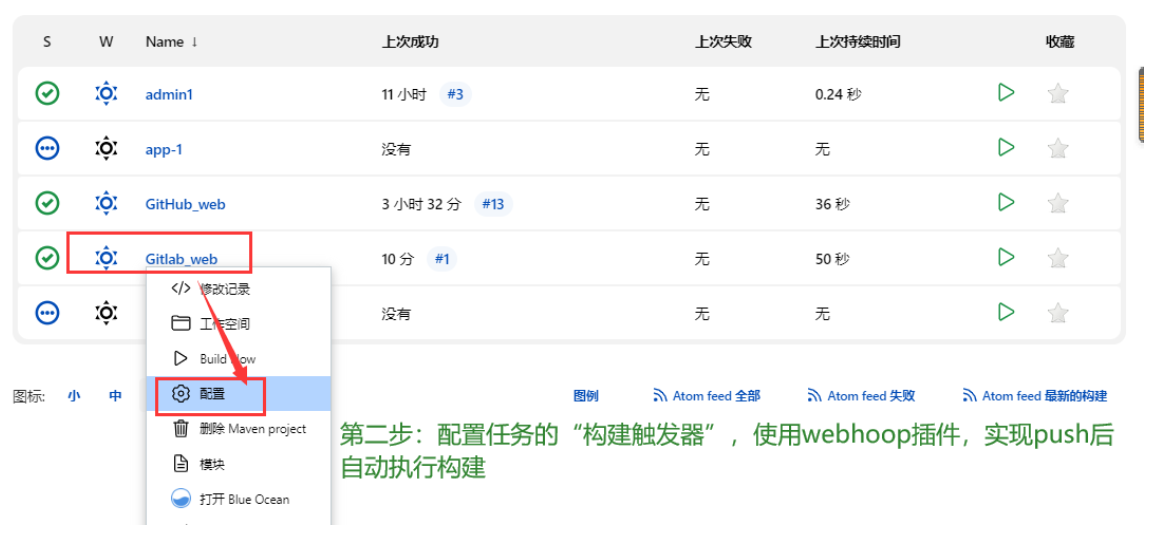 S W Name ↓ 上次成功 上次失败 上次持续时间 收藏
admin1 11 小时 #3 无 0.24 秒
app-1 没有 无 无
GitHub_web 3 小时 32 分 #13 无 36 秒
Gitlab_web 10 分 #1 无 50 秒
</> 修改记录
没有 无 无
工作空间
Build Now
图标: 小 中 配置 图例 Atom feed 全部 Atom feed 失败 Atom feed 最新的构建
删除 Maven project
第二步：配置任务的“构建触发器”，使用webhoop插件，实现push后
自动执行构建
模块
打开 Blue Ocean